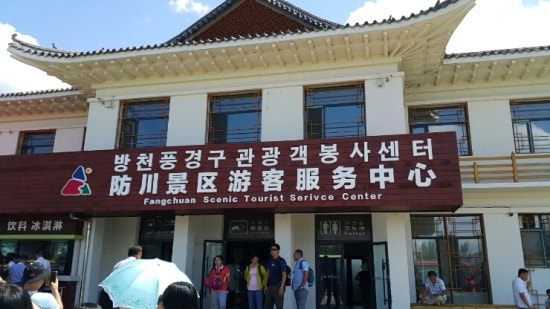 방천풍경구관광객봉사센터
防川景区游客服务中心
Fangchuan Scenic Tourist Serivce Center
饮料 冰淇淋